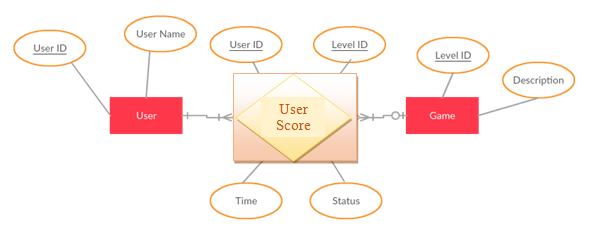 User ID
User Name
User ID
Level ID
Level ID
Description
User
User
Score
Game
Time
Status